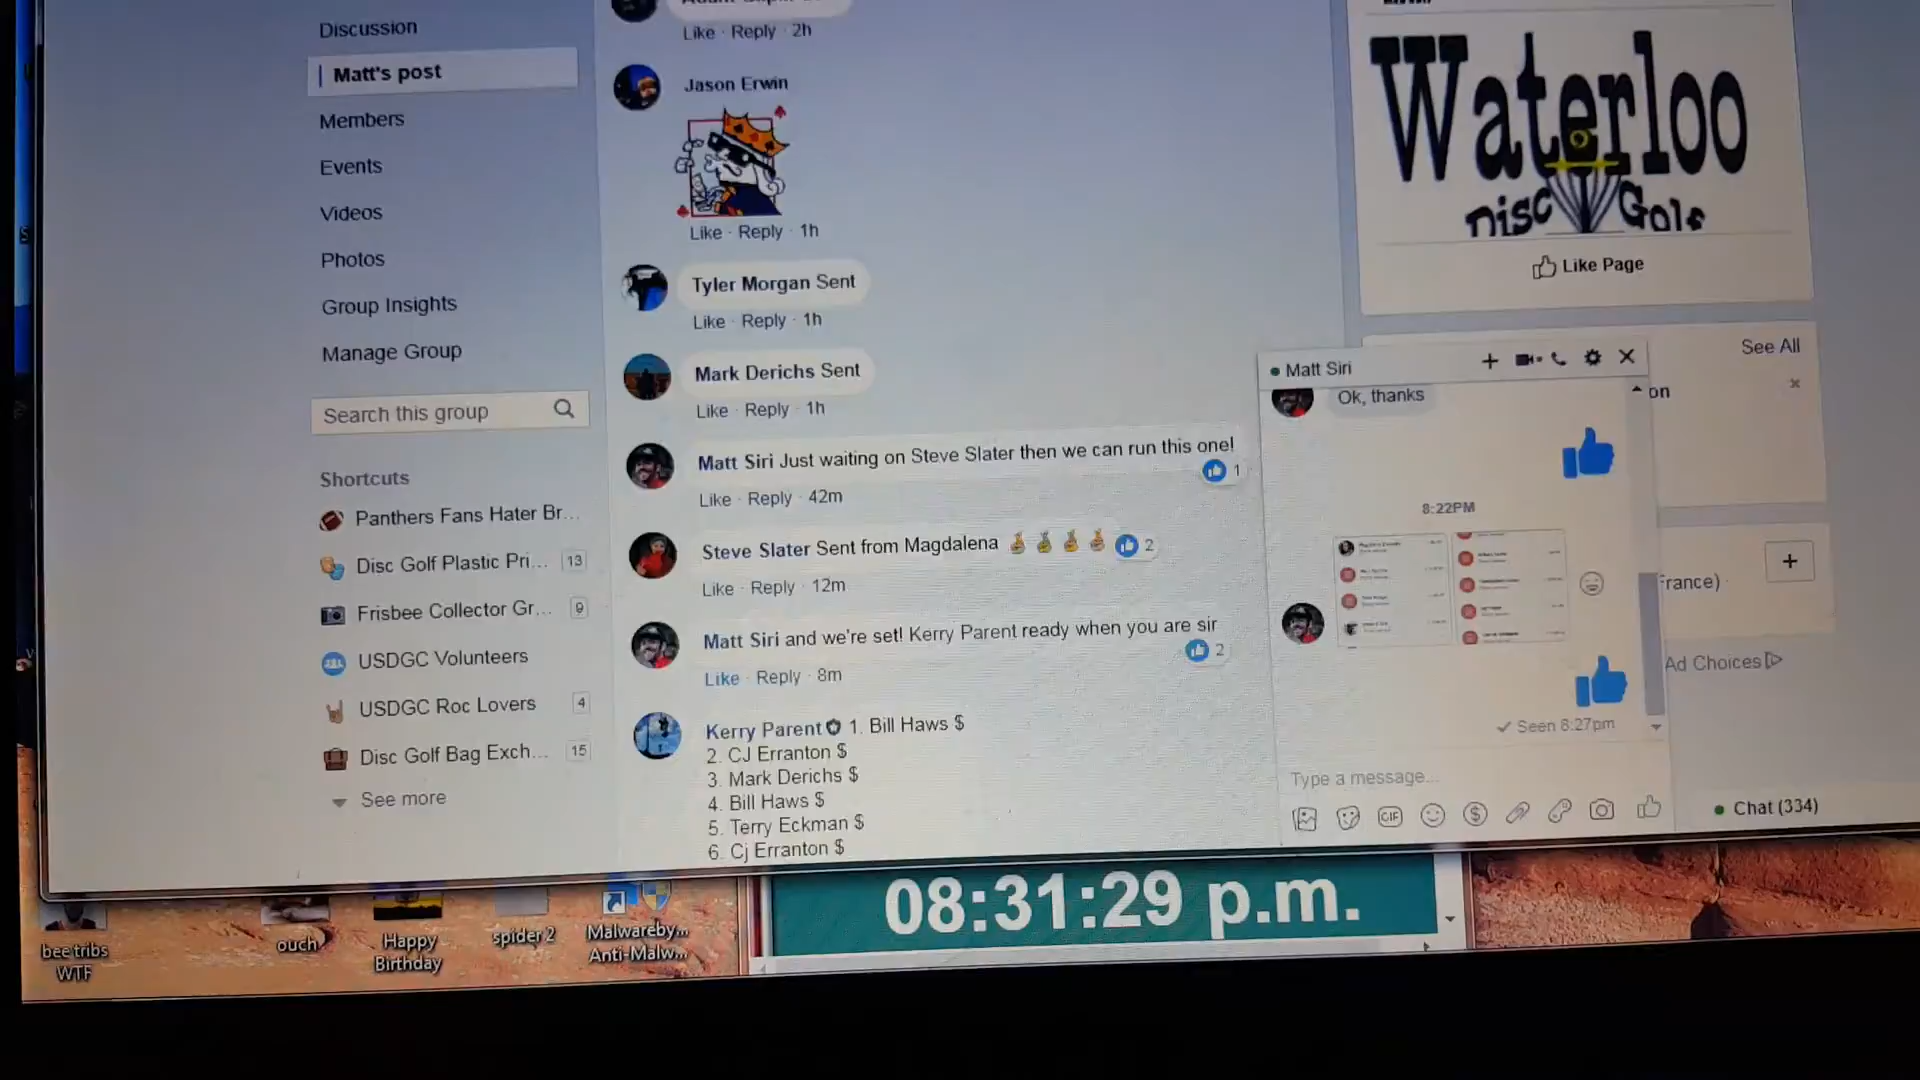 Discussion
Matt's post
Members
Events
Videos
Photos
Group Insights
Manage Group
Search this group
Shortcuts
Panthers Fans Hater Br...
Disc Golf Plastic Pri... 13
Frisbee Collector Gr... 9
USDGC Volunteers
USDGC Roc Lovers 4
Disc Golf Bag Exch... 15
See more
Like · Reply · 2h
Jason Erwin
Like · Reply · 1h
Tyler Morgan Sent
Like · Reply · 1h
Mark Derichs Sent
Like · Reply · 1h
Matt Siri Just waiting on Steve Slater then we can run this one!
1
Like · Reply · 42m
Steve Slater Sent from Magdalena 🤞🤞🤞🤞 2
Like · Reply · 12m
Matt Siri and we're set! Kerry Parent ready when you are sir
2
Like · Reply · 8m
Kerry Parent 1. Bill Haws $
2. CJ Erranton $
3. Mark Derichs $
4. Bill Haws $
5. Terry Eckman $
6. Cj Erranton $
Waterloo
Disc Golf
Like Page
See All
on
Matt Siri
Ok, thanks
8:22PM
Seen 8:27pm
Type a message...
GIF
rance) ·
Ad Choices
Chat (334)
bee tribs
WTF
ouch
Happy
Birthday
spider 2
Malwareby...
Anti-Malw...
08:31:29 p.m.